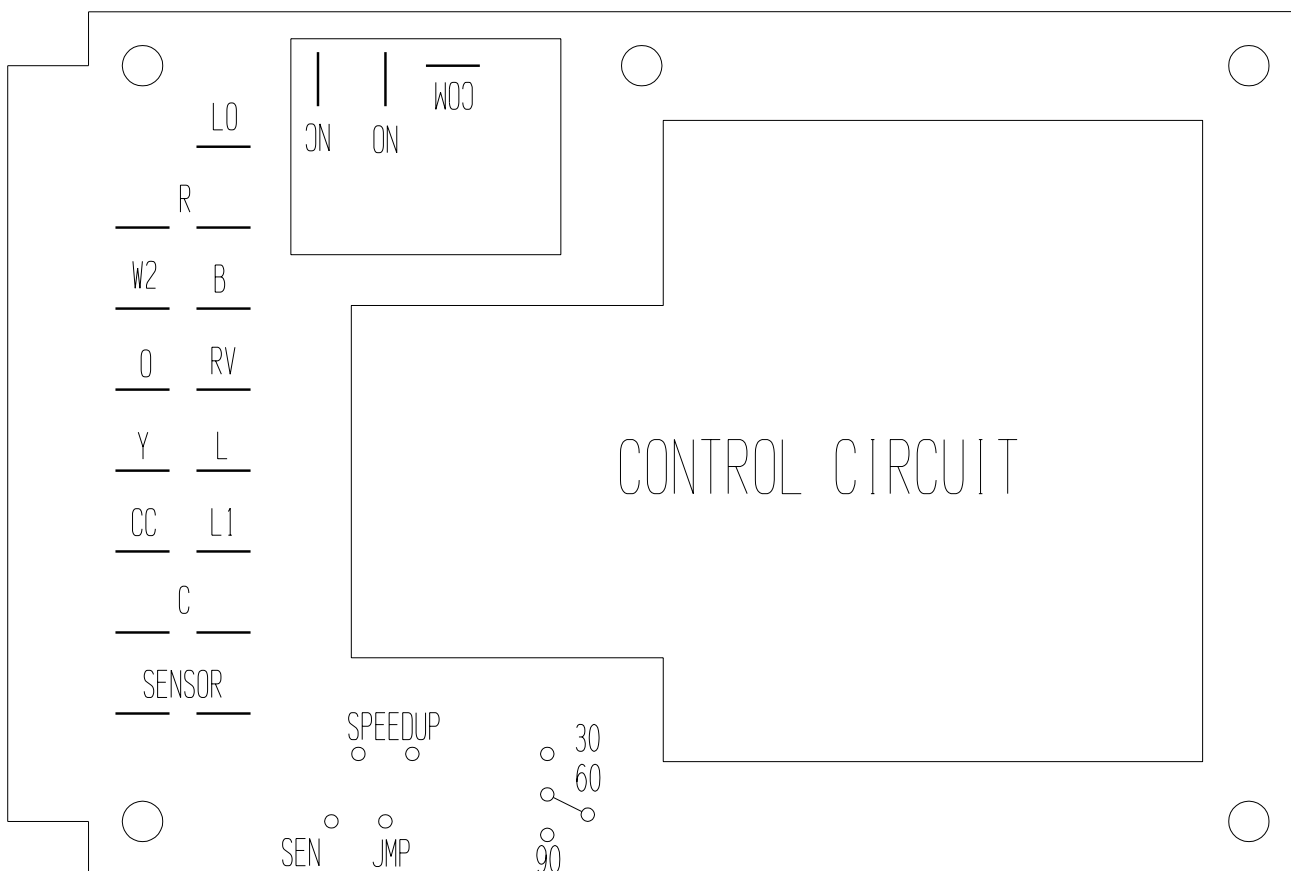 LO
NC NO COM
R
W2 B
O RV
Y L
CC L1
C
SENSOR
CONTROL CIRCUIT
SPEEDUP
30
60
90
SEN JMP